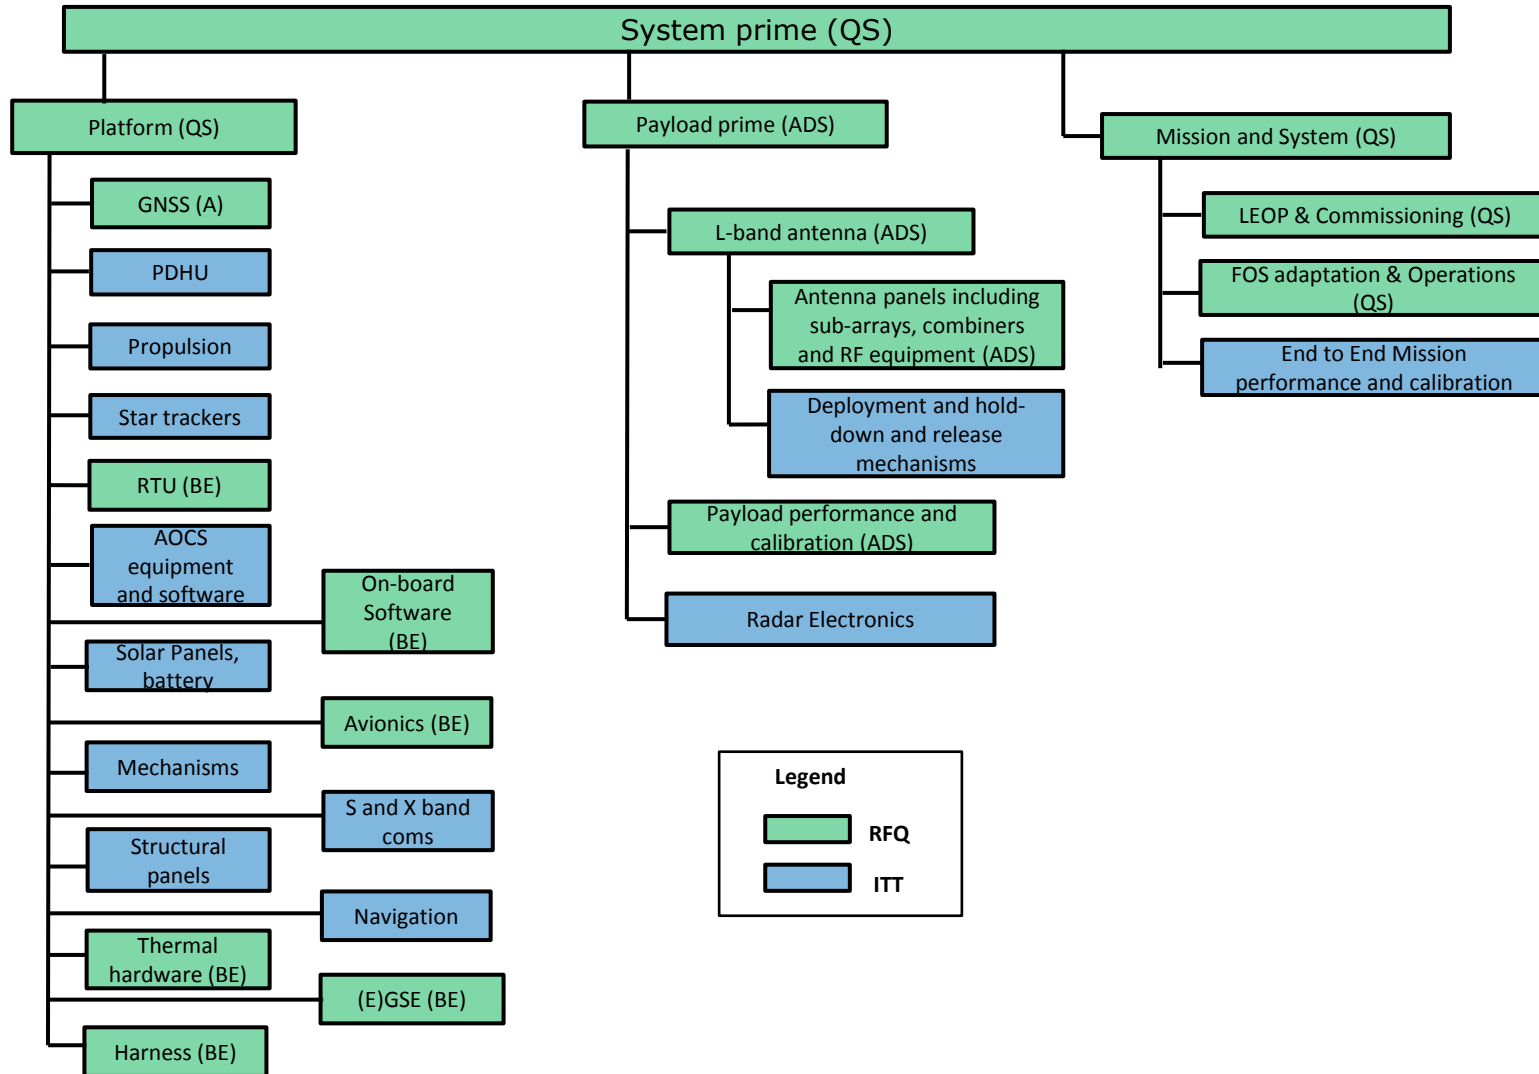 System prime (QS)
Platform (QS)
GNSS (A)
PDHU
Propulsion
Star trackers
RTU (BE)
AOCS
equipment
and software
On-board
Software
(BE)
Solar Panels,
battery
Avionics (BE)
Mechanisms
S and X band
coms
Structural
panels
Navigation
Thermal
hardware (BE)
(E)GSE (BE)
Harness (BE)
Payload prime (ADS)
L-band antenna (ADS)
Antenna panels including
sub-arrays, combiners
and RF equipment (ADS)
Deployment and hold-
down and release
mechanisms
Payload performance and
calibration (ADS)
Radar Electronics
Mission and System (QS)
LEOP & Commissioning (QS)
FOS adaptation & Operations
(QS)
End to End Mission
performance and calibration
Legend
RFQ
ITT